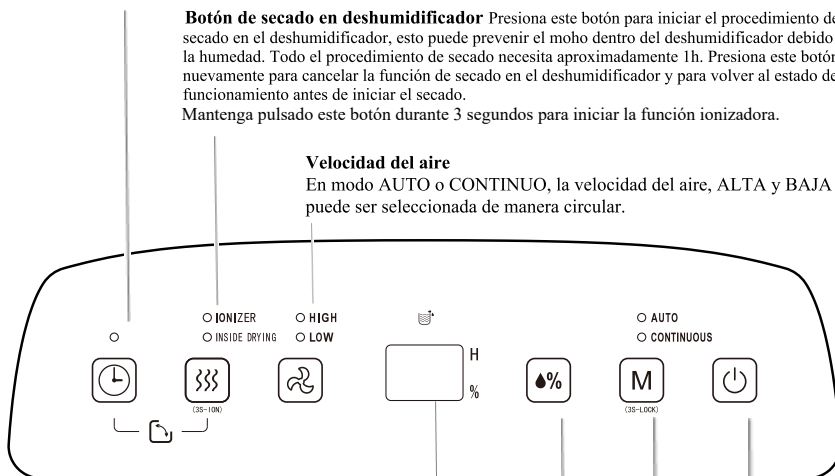 Botón de secado en deshumidificador Presiona este botón para iniciar el procedimiento de
secado en el deshumidificador, esto puede prevenir el moho dentro del deshumidificador debido
la humedad. Todo el procedimiento de secado necesita aproximadamente 1h. Presiona este botón
nuevamente para cancelar la función de secado en el deshumidificador y para volver al estado de
funcionamiento antes de iniciar el secado.
Mantenga pulsado este botón durante 3 segundos para iniciar la función ionizadora.
Velocidad del aire
En modo AUTO o CONTINUO, la velocidad del aire, ALTA y BAJA
puede ser seleccionada de manera circular.
IONIZER HIGH AUTO
INSIDE DRYING LOW CONTINUOUS
H
% % M
(3S-ION) (3S-LOCK)